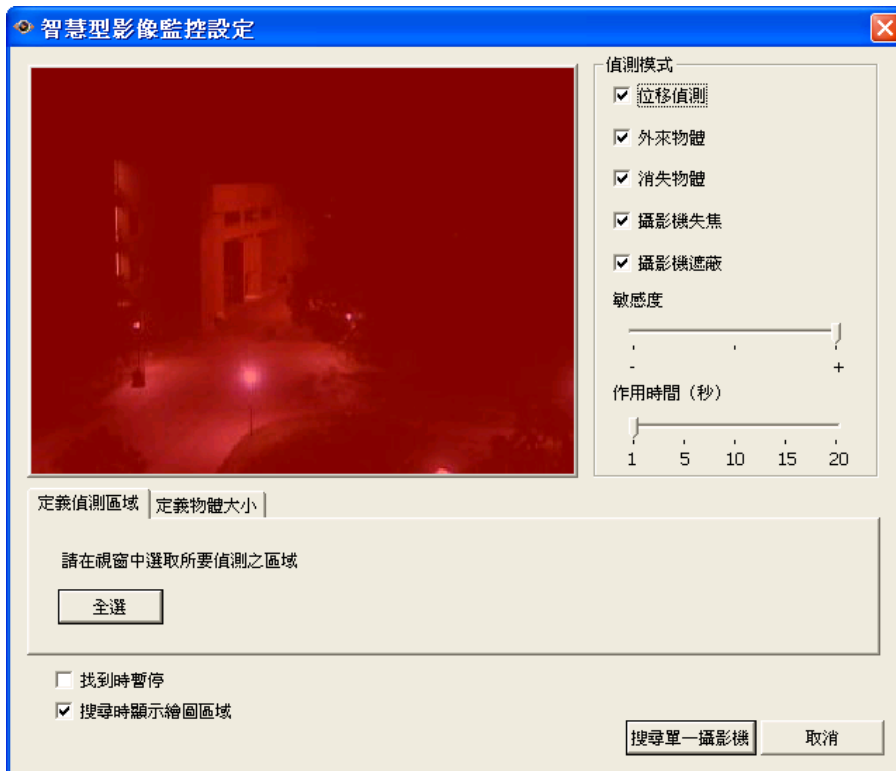 智慧型影像監控設定
偵測模式
位移偵測
外來物體
消失物體
攝影機失焦
攝影機遮蔽
敏感度
- +
作用時間（秒）
1 5 10 15 20
定義偵測區域 定義物體大小
請在視窗中選取所要偵測之區域
全選
找到時暫停
搜尋時顯示繪圖區域
搜尋單一攝影機 取消